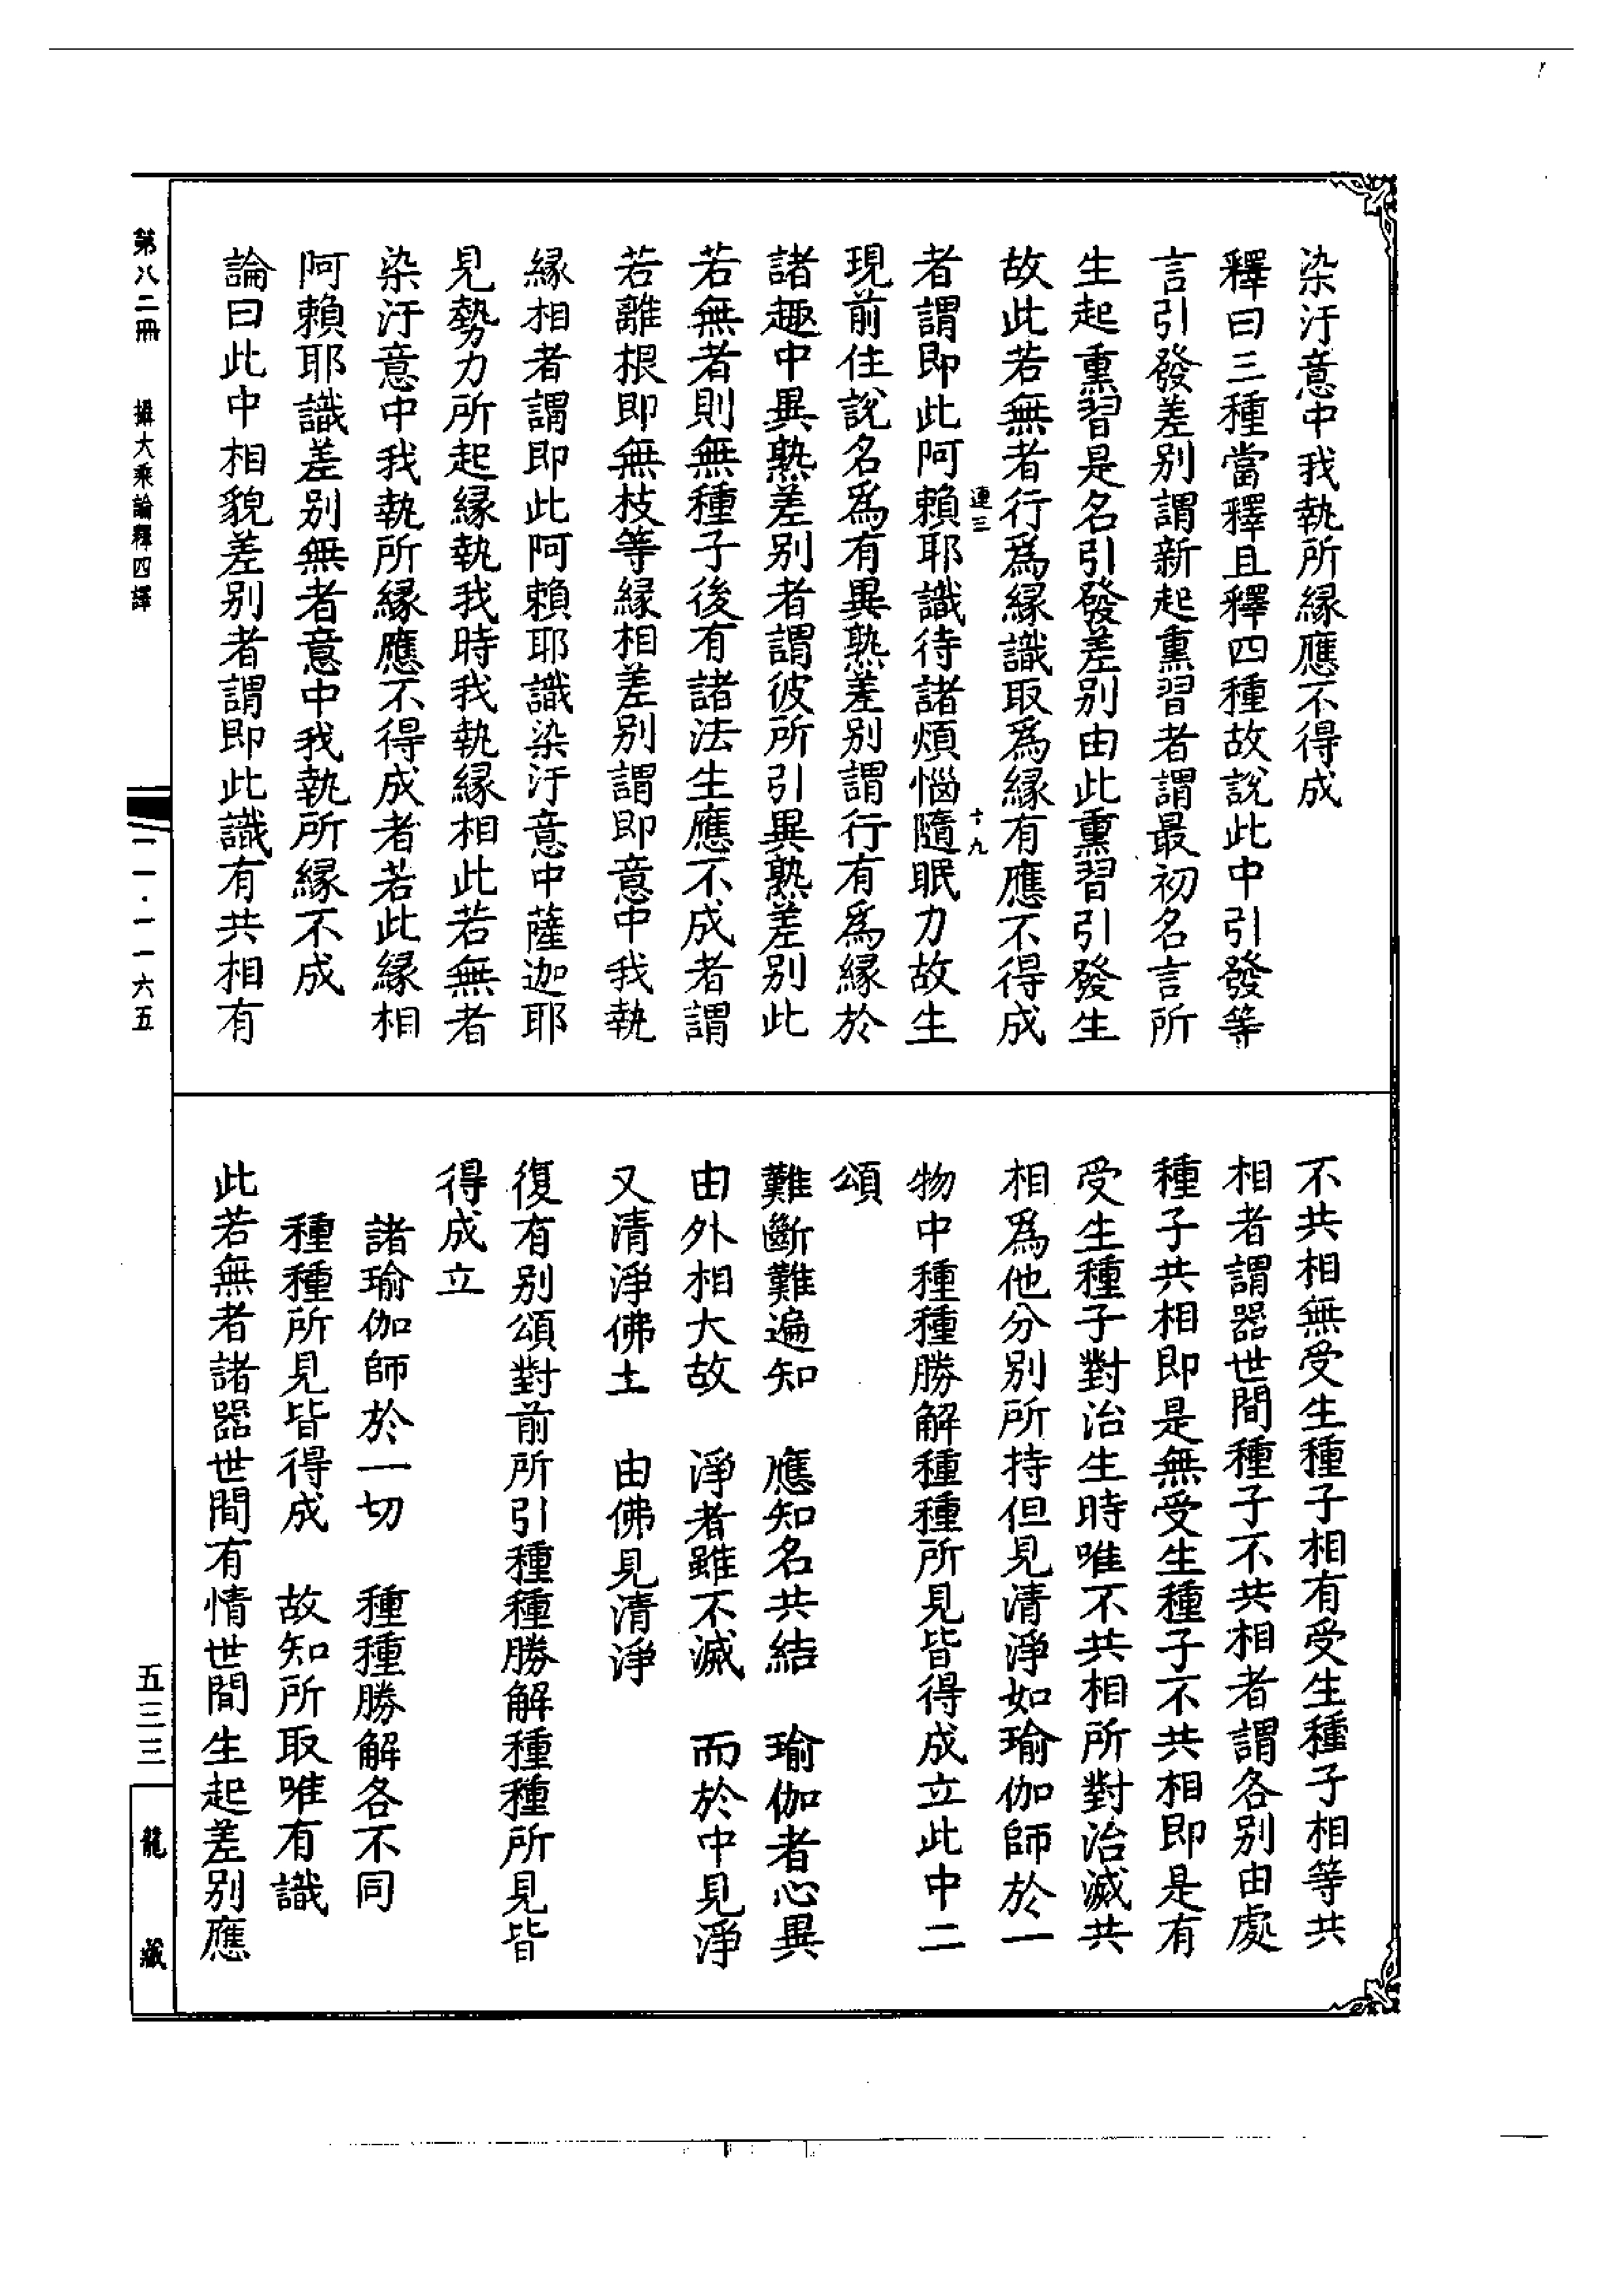 染汙意中我執所緣應不得成
釋曰三種當釋且釋四種故說此中引發等
言引發差別謂新起熏習者謂最初名言所
生起熏習是名引發差別由此熏習引發生
故此若無者行爲緣識取爲緣有應不得成
連三
十九
者謂即此阿賴耶識待諸煩惱隨眠力故生
現前住說名爲有異熟差別謂行有爲緣於
諸趣中異熟差別者謂彼所引異熟差別此
若無者則無種子後有諸法生應不成者謂
若離根即無枝等緣相差別謂即意中我執
緣相者謂即此阿賴耶識染汙意中薩迦耶
見勢力所起緣執我時我執緣相此若無者
染汙意中我執所緣應不得成者若此緣相
阿賴耶識差別無者意中我執所緣不成
論曰此中相貌差別者謂即此識有共相有
不共相無受生種子相有受生種子相等共
相者謂器世間種子不共相者謂各別由處
種子共相即是無受生種子不共相即是有
受生種子對治生時唯不共相所對治滅共
相爲他分別所持但見清淨如瑜伽師於一
物中種種勝解種種所見皆得成立此中二
頌
難斷難遍知　應知名共結　瑜伽者心異
由外相大故　淨者雖不滅　而於中見淨
又清淨佛土　由佛見清淨
復有別頌對前所引種種勝解種種所見皆
得成立
諸瑜伽師於一切　種種勝解各不同
種種所見皆得成　故知所取唯有識
此若無者諸器世間有情世間生起差別應
第八二冊　攝大乘論釋四譯
一一·一一六五
五三三
龍藏